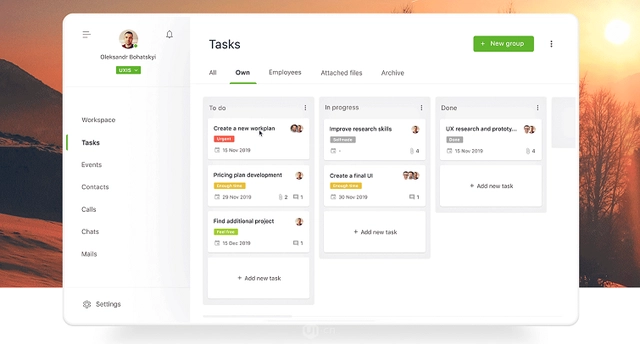 Oleksandr Bohatskyi
UXIS
Workspace
Tasks
Events
Contacts
Calls
Chats
Mails
Settings
Tasks
+ New group
All
Own
Employees
Attached files
Archive
To do
Create a new workplan
Urgent
15 Nov 2019
Pricing plan development
Enough time
29 Nov 2019
2
1
Find additional project
Feel free
15 Dec 2019
1
+ Add new task
In progress
Improve research skills
-
4
Create a final UI
Enough time
30 Nov 2019
1
+ Add new task
Done
UX research and prototy...
Done
15 Nov 2019
4
+ Add new task